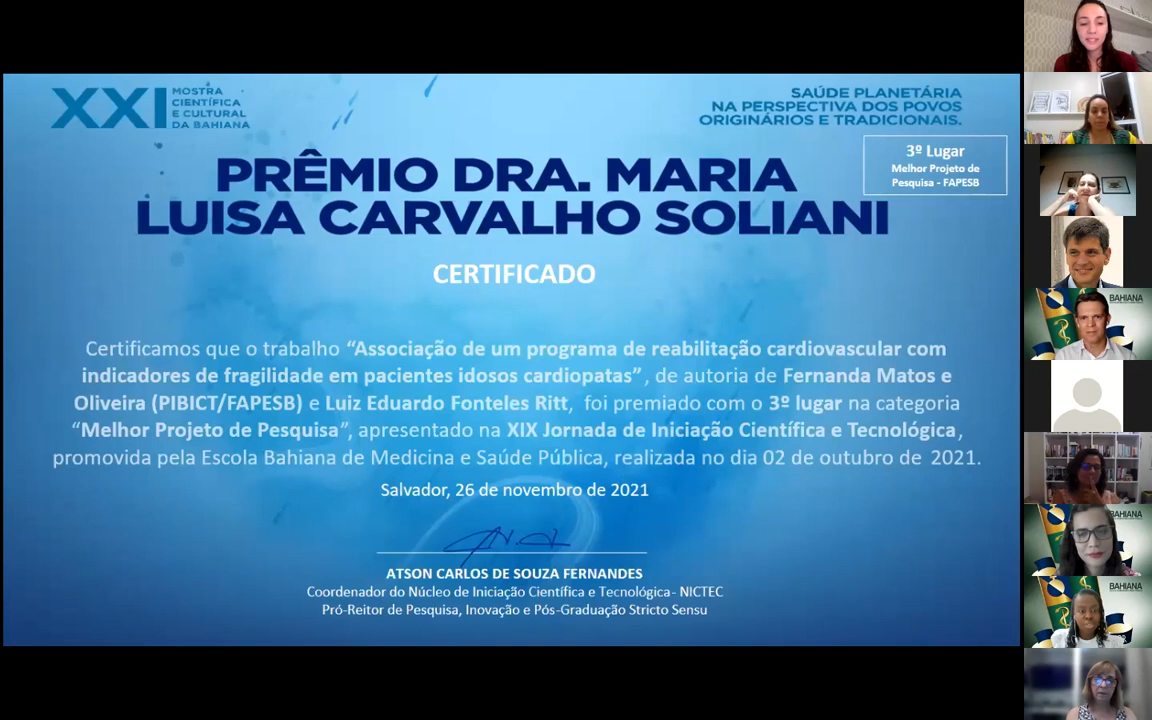 XXI
MOSTRA
CIENTÍFICA
E CULTURAL
DA BAHIANA
SAÚDE PLANETÁRIA
NA PERSPECTIVA DOS POVOS
ORIGINÁRIOS E TRADICIONAIS.
3º Lugar
Melhor Projeto de
Pesquisa - FAPESB
PRÊMIO DRA. MARIA
LUISA CARVALHO SOLIANI
CERTIFICADO
Certificamos que o trabalho “Associação de um programa de reabilitação cardiovascular com
indicadores de fragilidade em pacientes idosos cardiopatas”, de autoria de Fernanda Matos e
Oliveira (PIBICT/FAPESB) e Luiz Eduardo Fonteles Ritt, foi premiado com o 3º lugar na categoria
“Melhor Projeto de Pesquisa”, apresentado na XIX Jornada de Iniciação Científica e Tecnológica,
promovida pela Escola Bahiana de Medicina e Saúde Pública, realizada no dia 02 de outubro de 2021.
Salvador, 26 de novembro de 2021
ATSON CARLOS DE SOUZA FERNANDES
Coordenador do Núcleo de Iniciação Científica e Tecnológica - NICTEC
Pró-Reitor de Pesquisa, Inovação e Pós-Graduação Stricto Sensu
BAHIANA
BAHIANA
BAHIANA